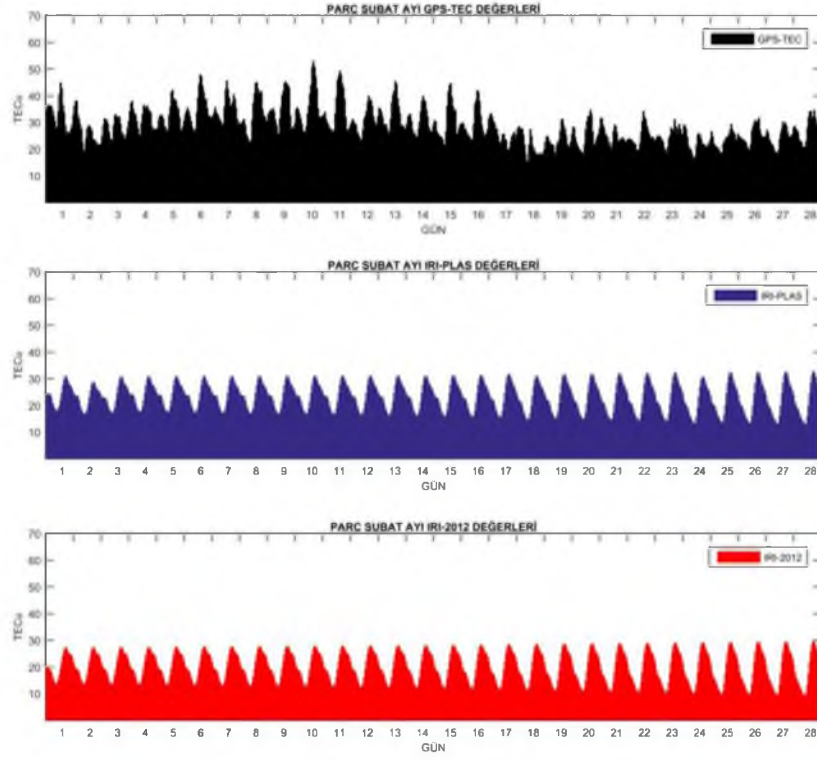 PARC SUBAT AYI GPS-TEC DEĞERLERİ
70
60
50
40
30
20
10
TECu
GPS-TEC
1 2 3 4 5 6 7 8 9 10 11 12 13 14 15 16 17 18 19 20 21 22 23 24 25 26 27 28
GÜN
PARC SUBAT AYI IRI-PLAS DEĞERLERİ
70
60
50
40
30
20
10
TECu
IRI-PLAS
1 2 3 4 5 6 7 8 9 10 11 12 13 14 15 16 17 18 19 20 21 22 23 24 25 26 27 28
GÜN
PARC SUBAT AYI IRI-2012 DEĞERLERİ
70
60
50
40
30
20
10
TECu
IRI-2012
1 2 3 4 5 6 7 8 9 10 11 12 13 14 15 16 17 18 19 20 21 22 23 24 25 26 27 28
GÜN